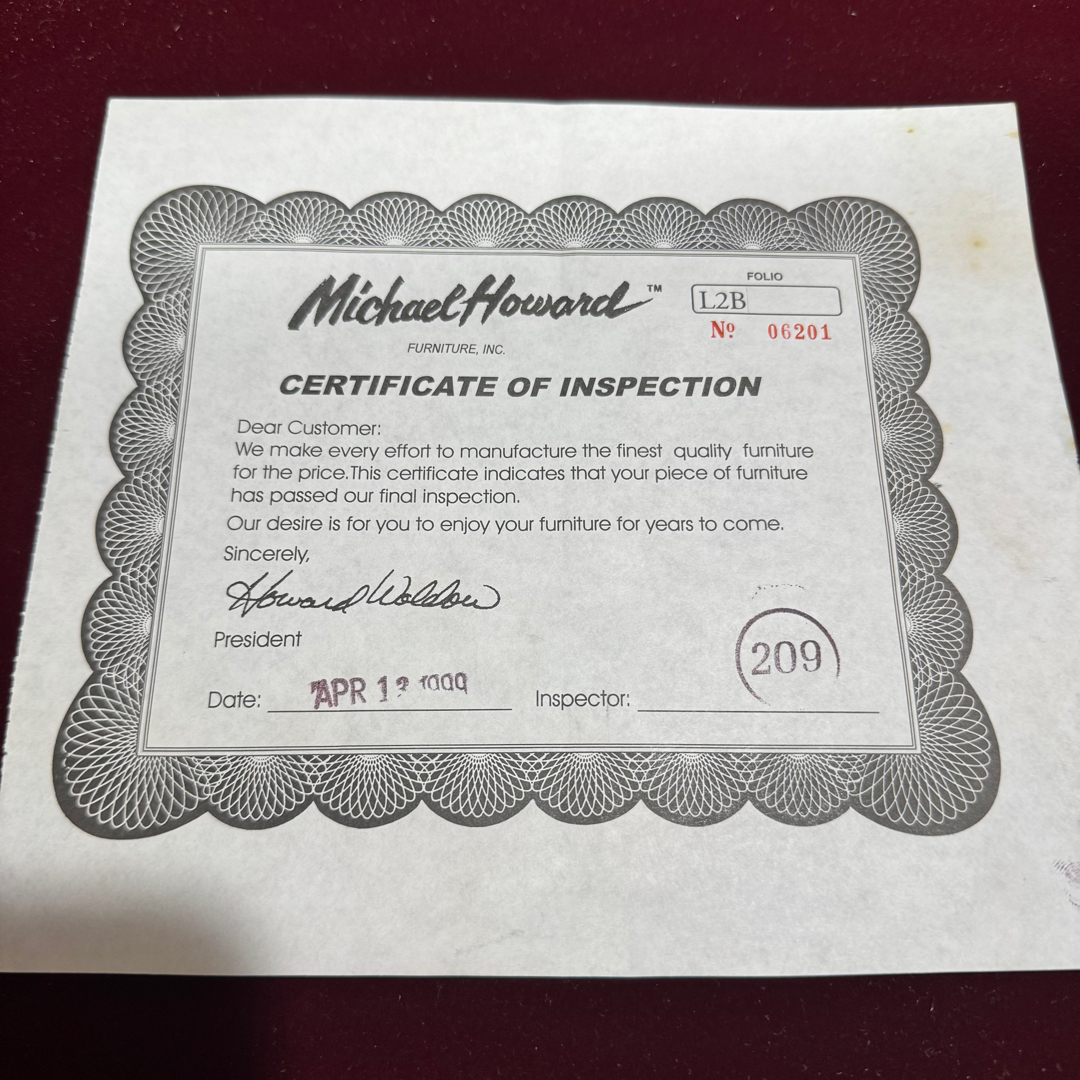 Michael Howard™
FURNITURE, INC.
FOLIO
L2B
Nº 06201
CERTIFICATE OF INSPECTION
Dear Customer:
We make every effort to manufacture the finest quality furniture
for the price. This certificate indicates that your piece of furniture
has passed our final inspection.
Our desire is for you to enjoy your furniture for years to come.
Sincerely,
Howard Waldow
President
Date: APR
Inspector: 209